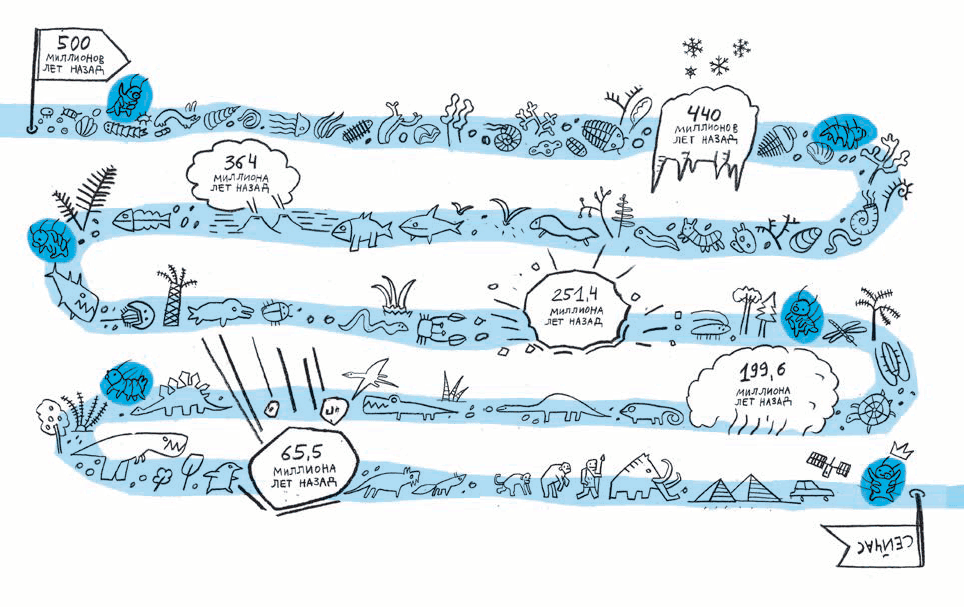 500
МИЛЛИОНОВ
ЛЕТ НАЗАД
440
МИЛЛИОНОВ
ЛЕТ НАЗАД
364
МИЛЛИОНА
ЛЕТ НАЗАД
251,4
МИЛЛИОНА
ЛЕТ НАЗАД
199,6
МИЛЛИОНА
ЛЕТ НАЗАД
65,5
МИЛЛИОНА
ЛЕТ НАЗАД
СЕЙЧАС